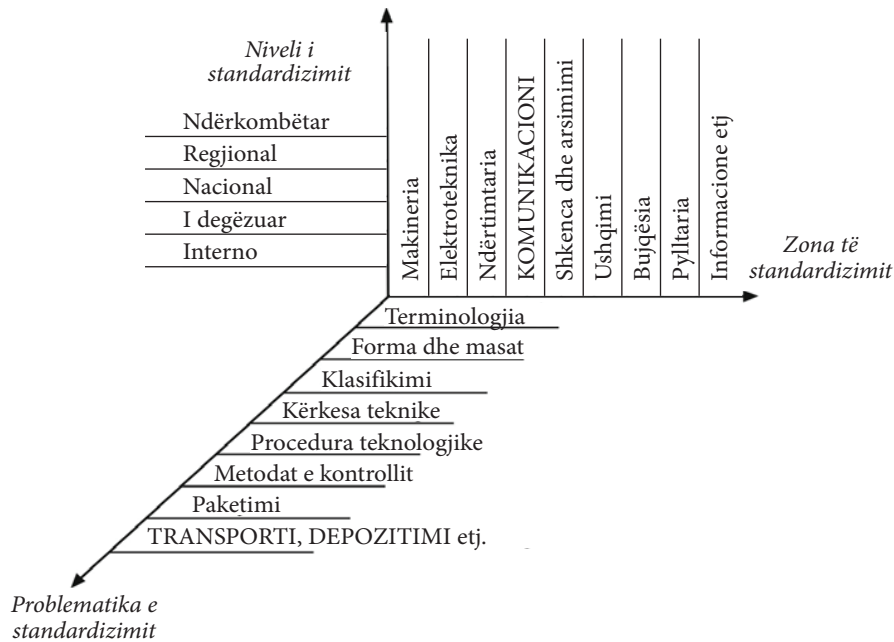 Niveli i
standardizimit
Ndërkombëtar
Regjional
Nacional
I degëzuar
Interno
Makineria
Elektroteknika
Ndërtimtaria
KOMUNIKACIONI
Shkenca dhe arsimimi
Ushqimi
Bujqësia
Pylltaria
Informacione etj
Zona të
standardizimit
Terminologjia
Forma dhe masat
Klasifikimi
Kërkesa teknike
Procedura teknologjike
Metodat e kontrollit
Paketimi
TRANSPORTI, DEPOZITIMI etj.
Problematika e
standardizimit